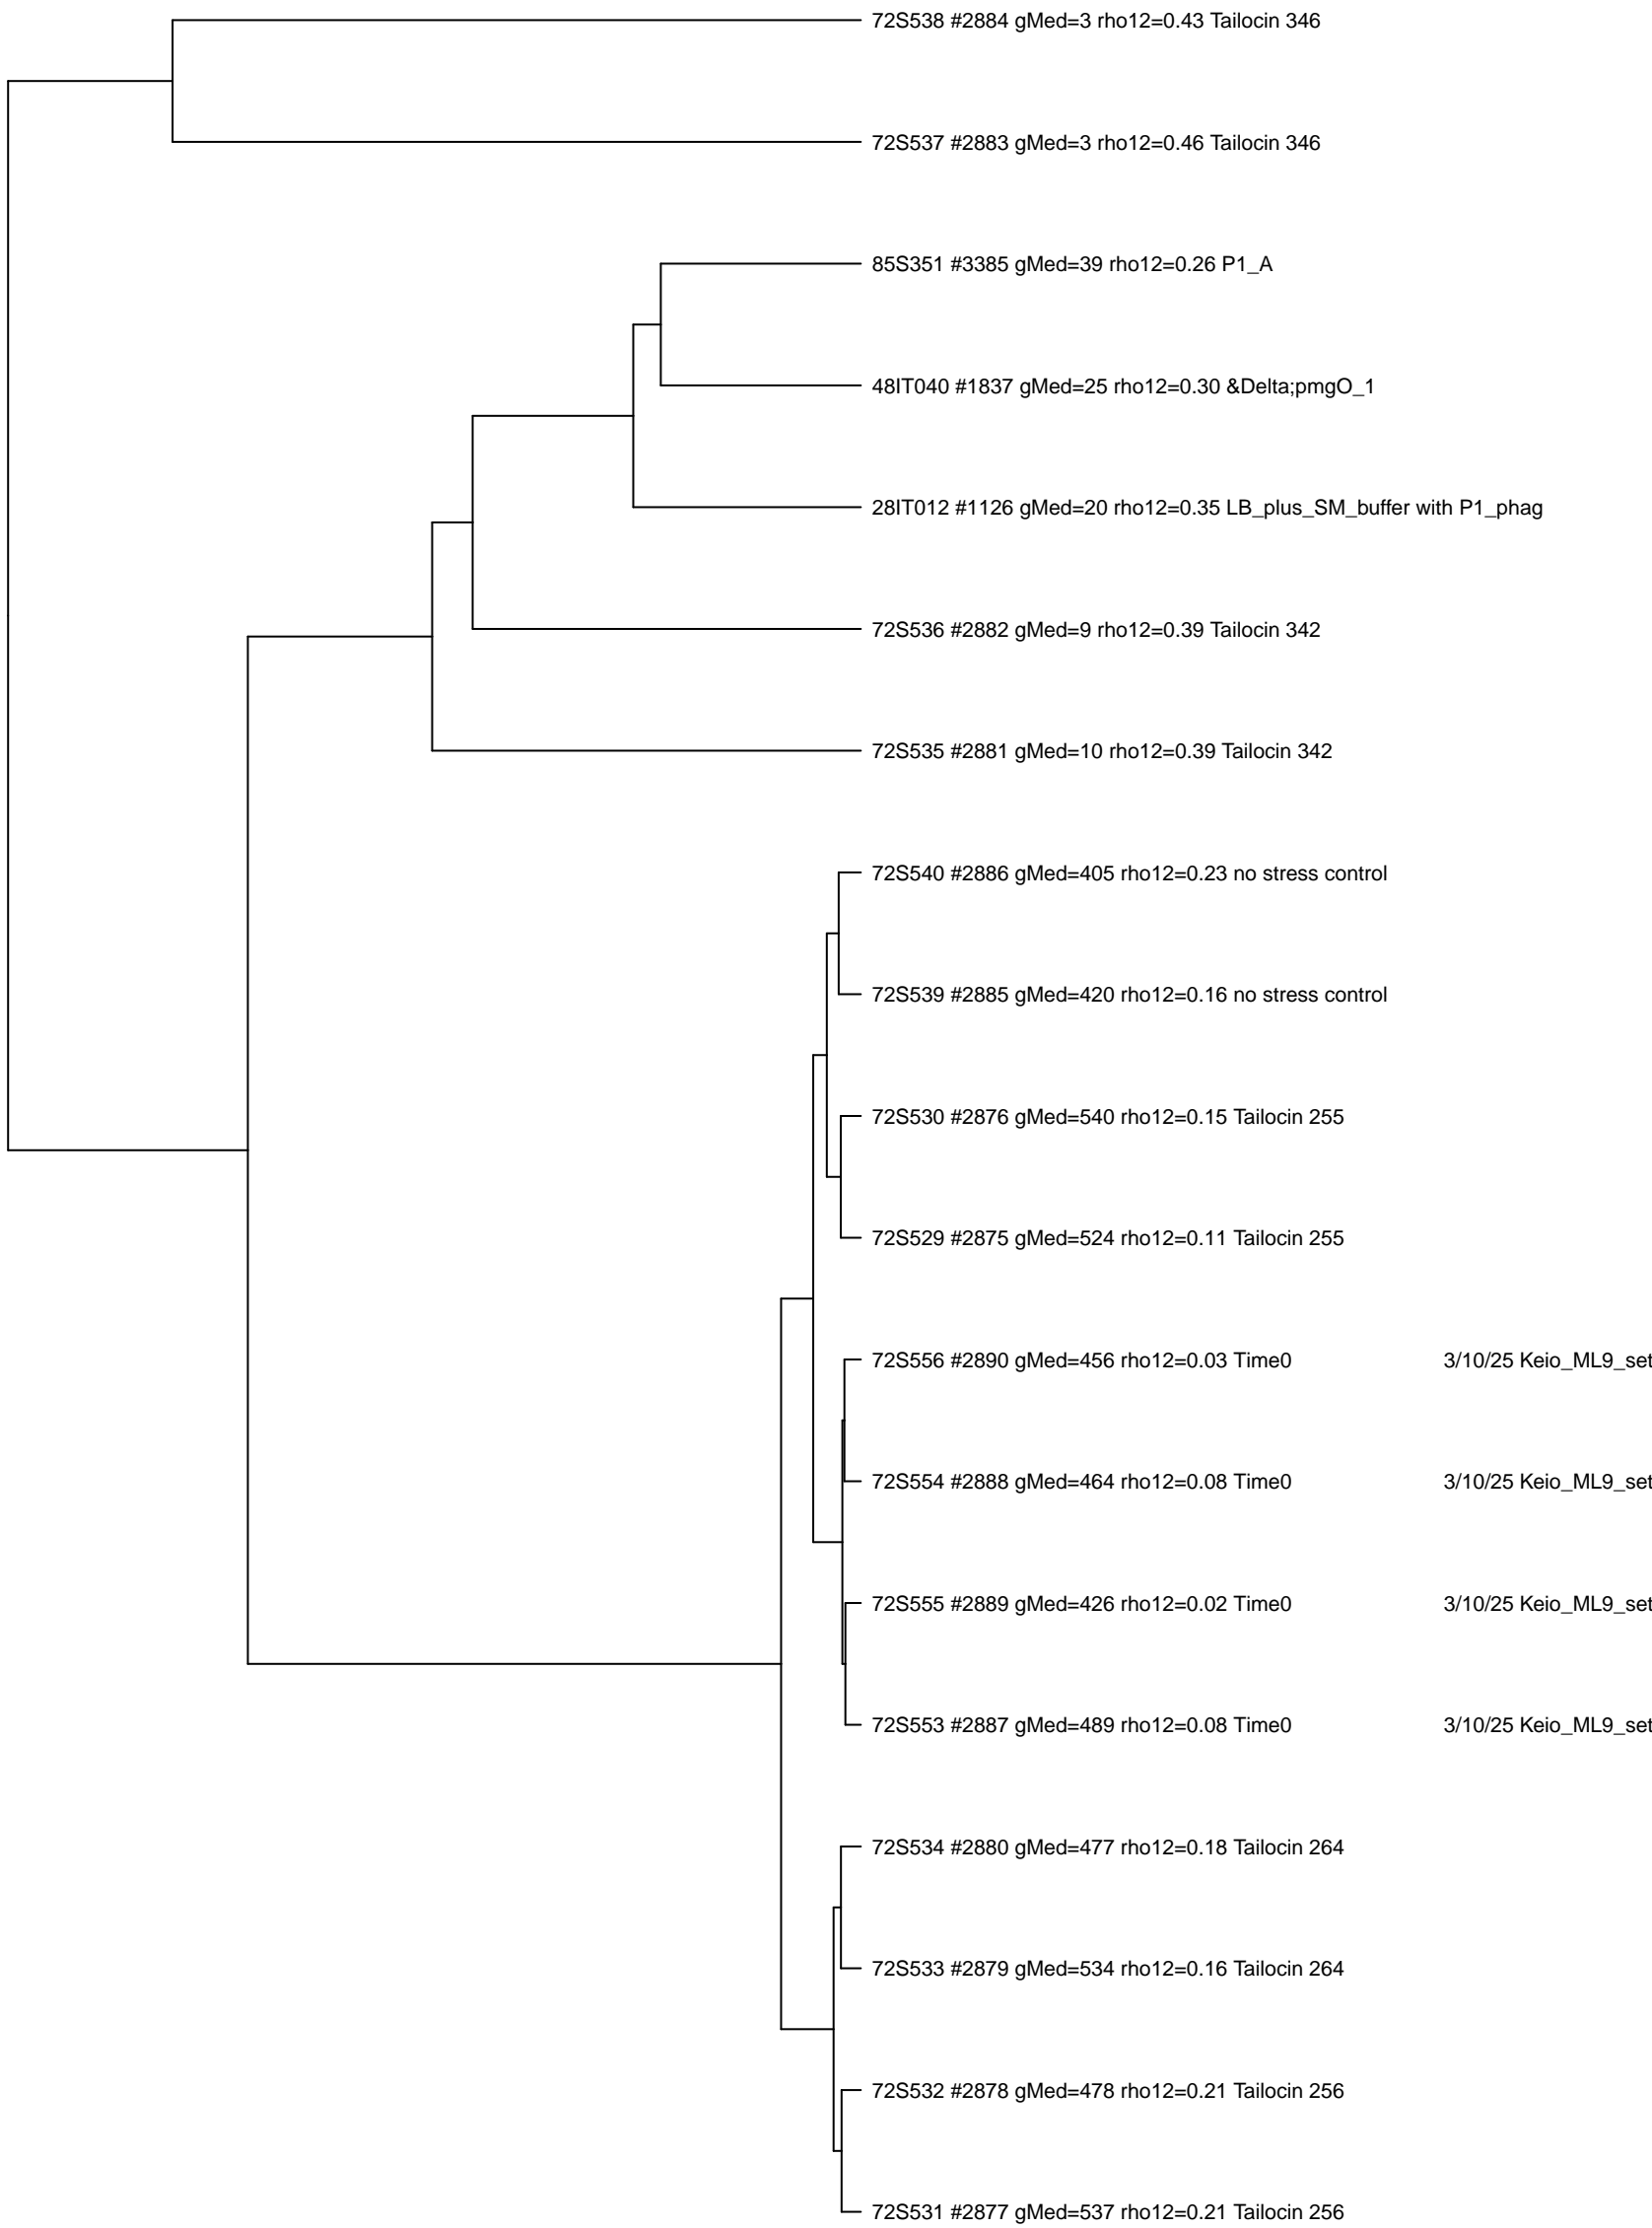 72S538 #2884 gMed=3 rho12=0.43 Tailocin 346
72S537 #2883 gMed=3 rho12=0.46 Tailocin 346
85S351 #3385 gMed=39 rho12=0.26 P1_A
48IT040 #1837 gMed=25 rho12=0.30 &Delta;pmgO_1
28IT012 #1126 gMed=20 rho12=0.35 LB_plus_SM_buffer with P1_phag
72S536 #2882 gMed=9 rho12=0.39 Tailocin 342
72S535 #2881 gMed=10 rho12=0.39 Tailocin 342
72S540 #2886 gMed=405 rho12=0.23 no stress control
72S539 #2885 gMed=420 rho12=0.16 no stress control
72S530 #2876 gMed=540 rho12=0.15 Tailocin 255
72S529 #2875 gMed=524 rho12=0.11 Tailocin 255
72S556 #2890 gMed=456 rho12=0.03 Time0 3/10/25 Keio_ML9_set
72S554 #2888 gMed=464 rho12=0.08 Time0 3/10/25 Keio_ML9_set
72S555 #2889 gMed=426 rho12=0.02 Time0 3/10/25 Keio_ML9_set
72S553 #2887 gMed=489 rho12=0.08 Time0 3/10/25 Keio_ML9_set
72S534 #2880 gMed=477 rho12=0.18 Tailocin 264
72S533 #2879 gMed=534 rho12=0.16 Tailocin 264
72S532 #2878 gMed=478 rho12=0.21 Tailocin 256
72S531 #2877 gMed=537 rho12=0.21 Tailocin 256